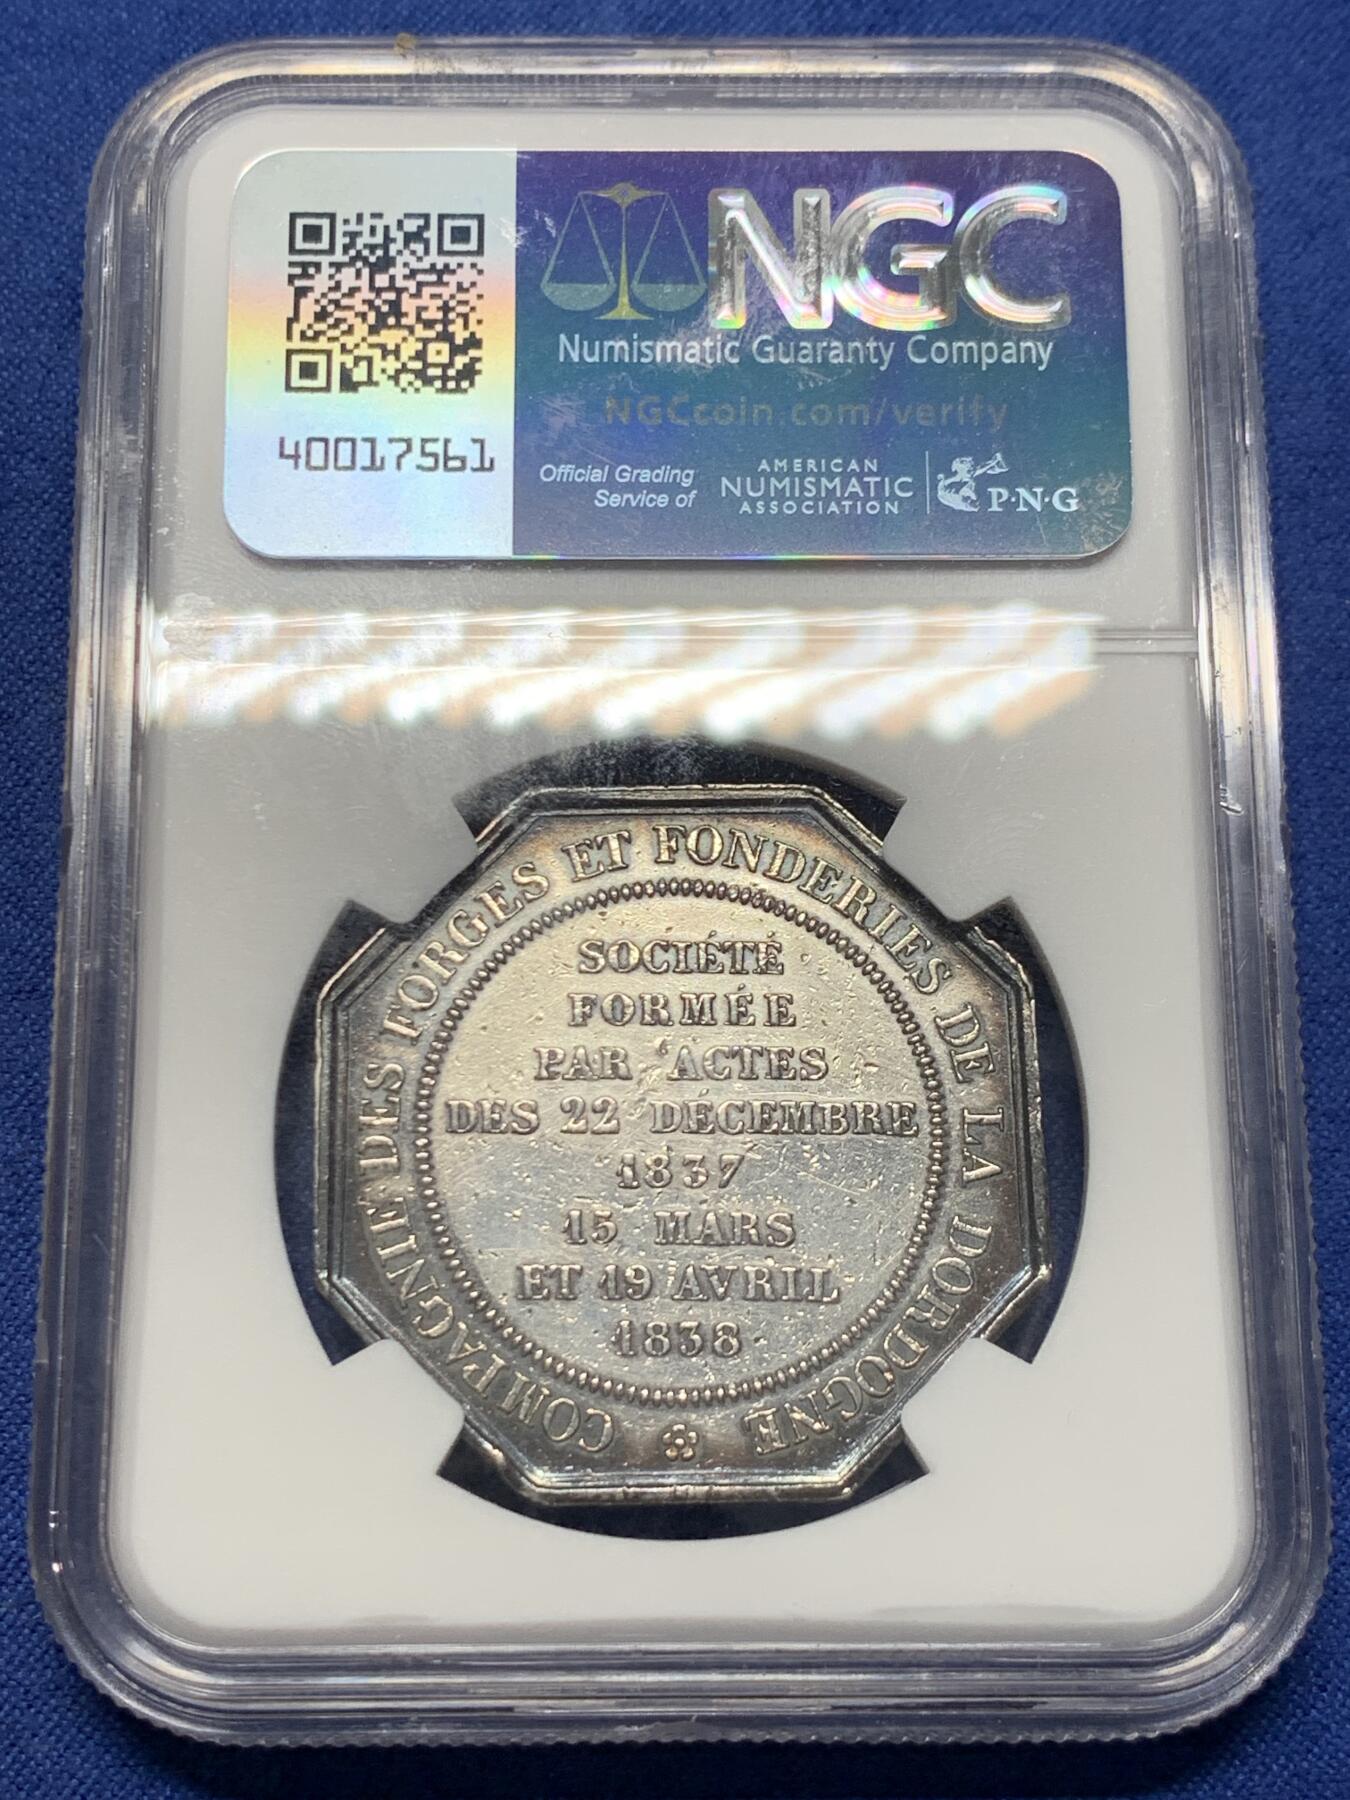 NGC
Numismatic Guaranty Company
NGCcoin.com/verify
40017561
Official Grading
Service of
AMERICAN
NUMISMATIC
ASSOCIATION
P·N·G
COMPAGNIE DES FORGES ET FONDERIES DE LA DORDOGNE
SOCIÉTÉ
FORMÉE
PAR ACTES
DES 22 DÉCEMBRE
1837
15 MARS
ET 19 AVRIL
1838